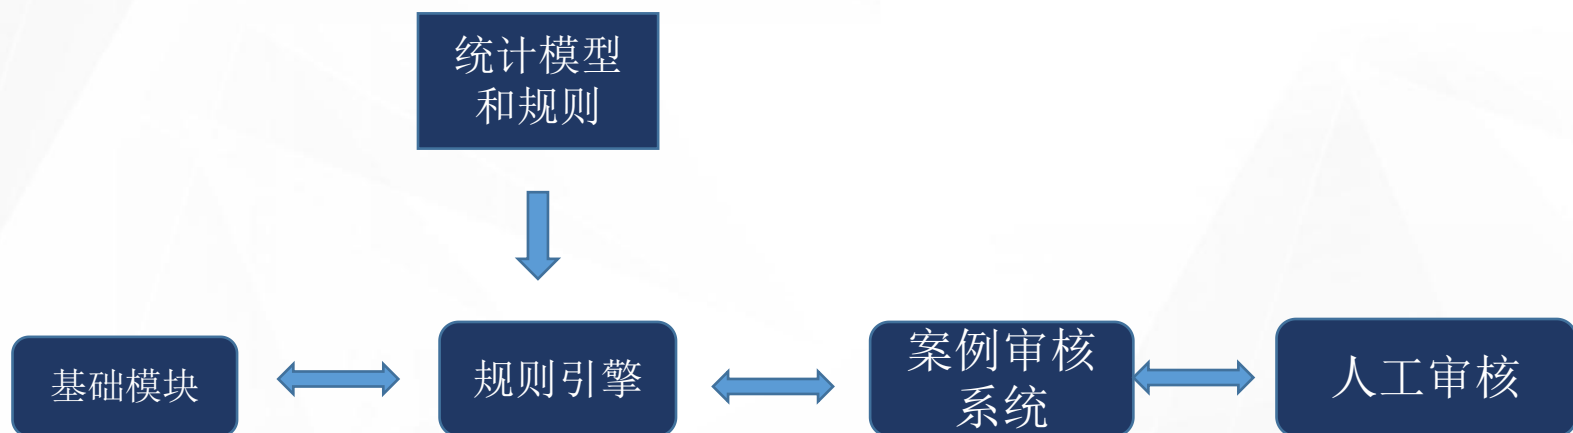 统计模型
和规则
基础模块
规则引擎
案例审核
系统
人工审核